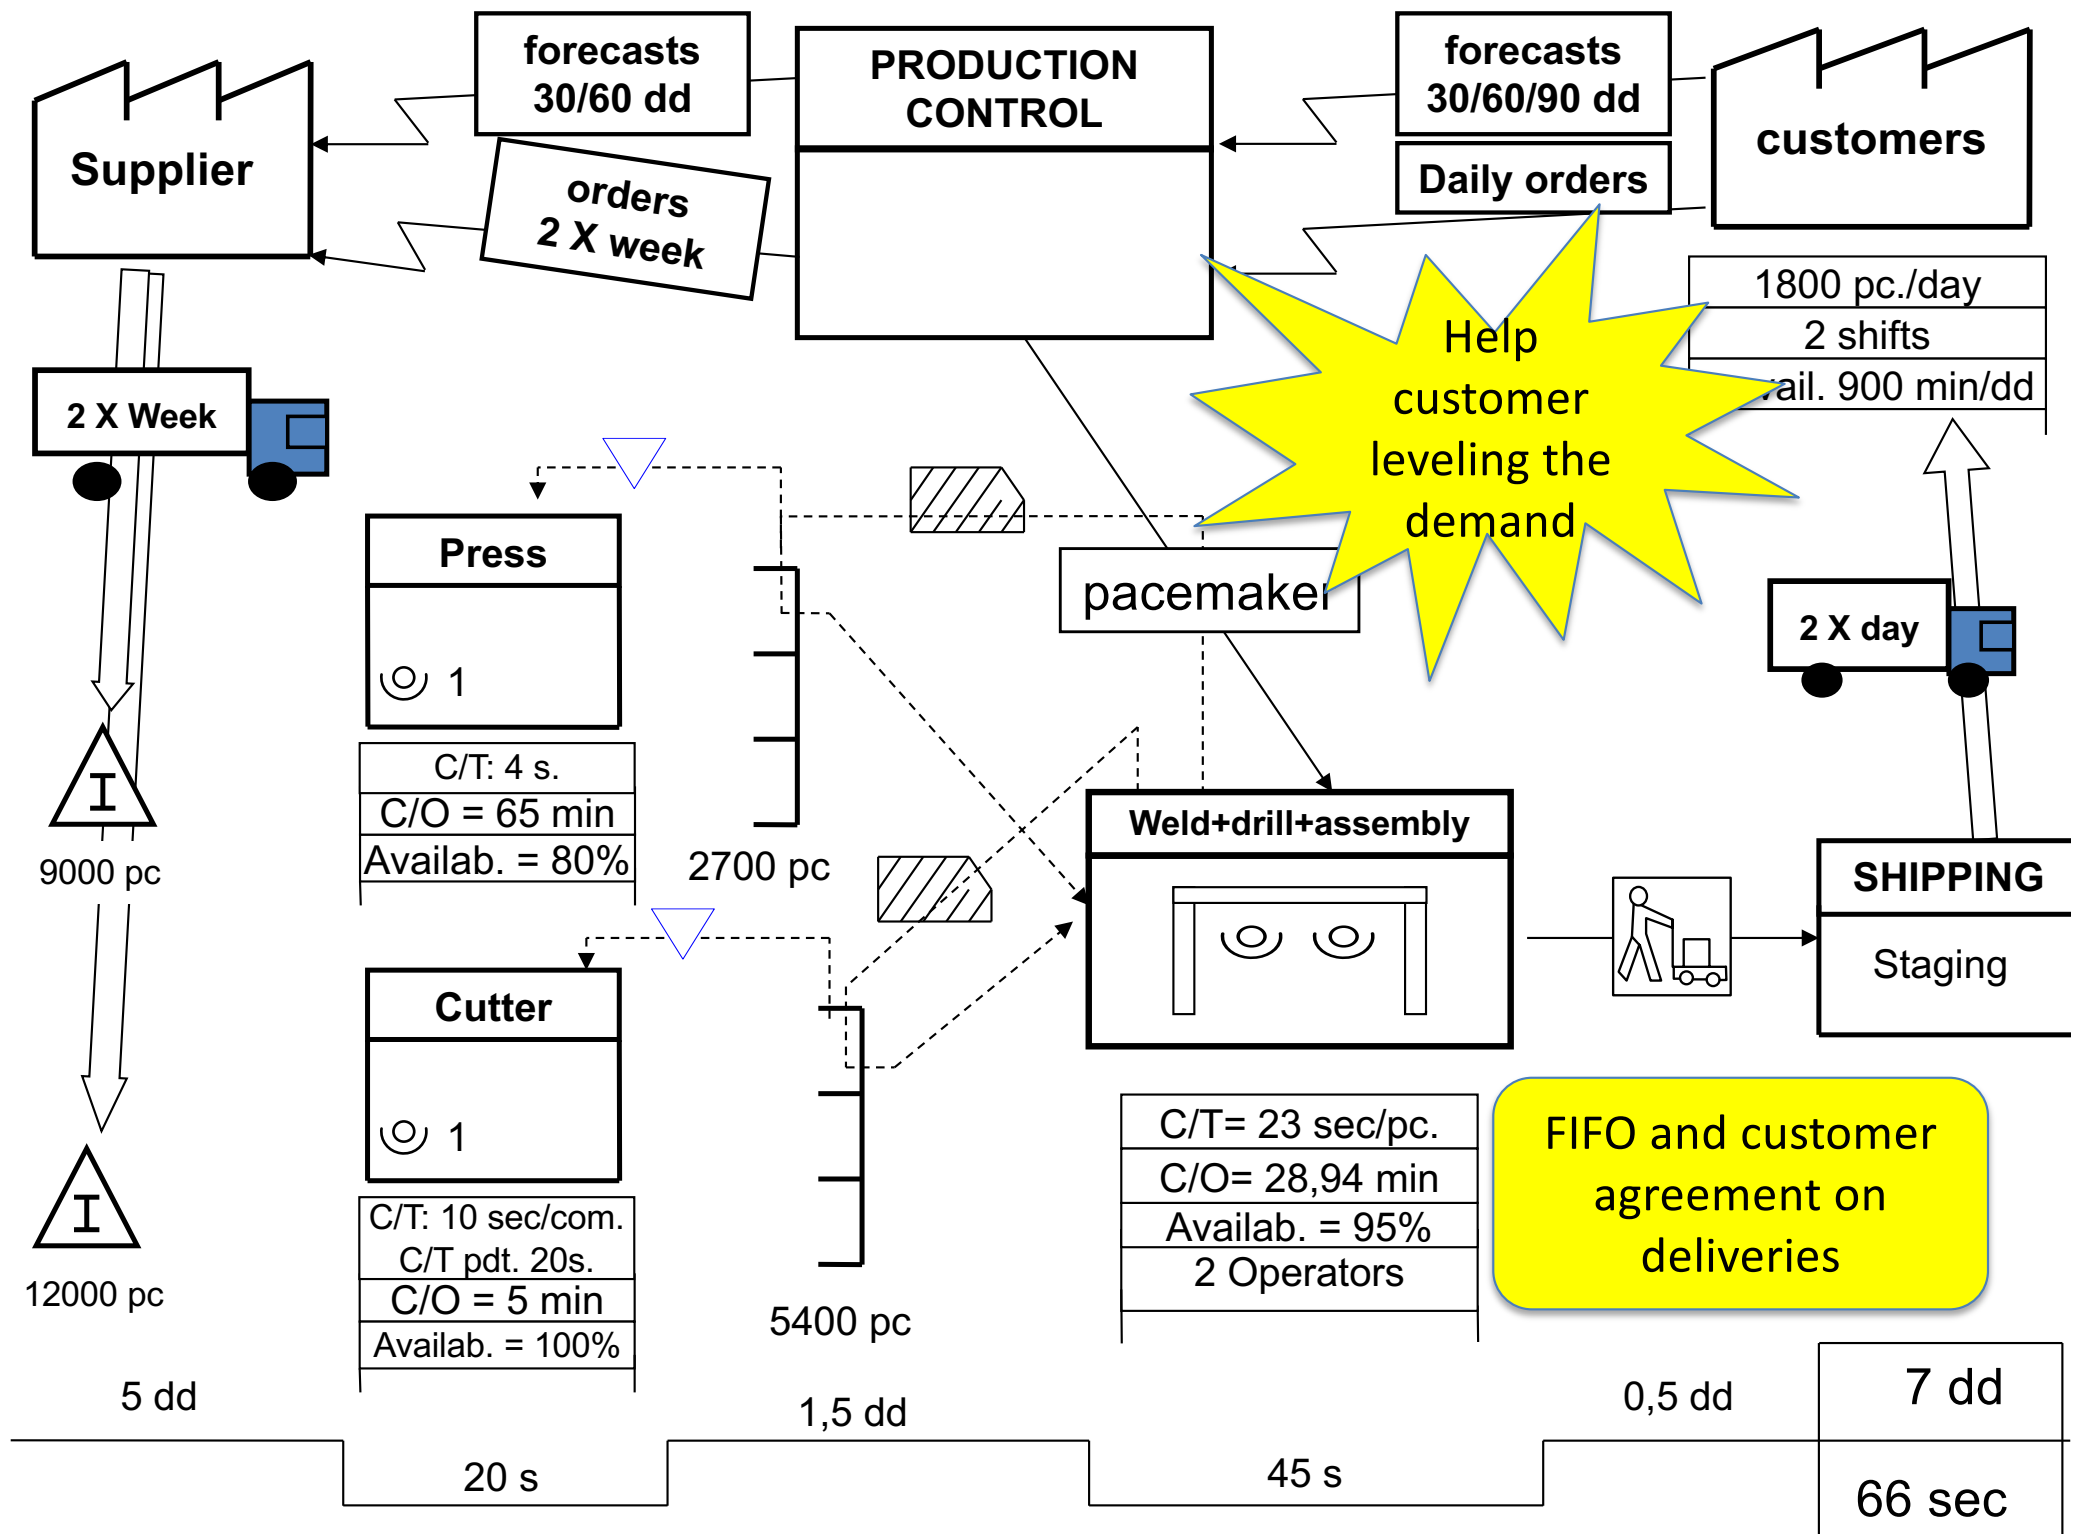 forecasts
30/60 dd
PRODUCTION
CONTROL
forecasts
30/60/90 dd
customers
Supplier
orders
2 X week
Daily orders
1800 pc./day
2 shifts
vail. 900 min/dd
Help
customer
leveling the
demand
2 X Week
Press
1
C/T: 4 s.
C/O = 65 min
Availab. = 80%
2700 pc
pacemaker
2 X day
I
9000 pc
Weld+drill+assembly
SHIPPING
Staging
Cutter
1
C/T: 10 sec/com.
C/T pdt. 20s.
C/O = 5 min
Availab. = 100%
5400 pc
I
12000 pc
C/T= 23 sec/pc.
C/O= 28,94 min
Availab. = 95%
2 Operators
FIFO and customer
agreement on
deliveries
5 dd
1,5 dd
0,5 dd
7 dd
20 s
45 s
66 sec